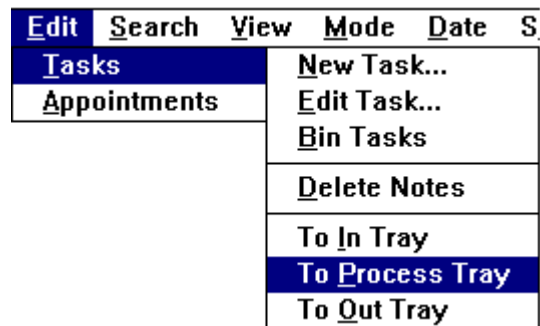 Edit Search View Mode Date S
Tasks
Appointments
New Task...
Edit Task...
Bin Tasks
Delete Notes
To In Tray
To Process Tray
To Out Tray